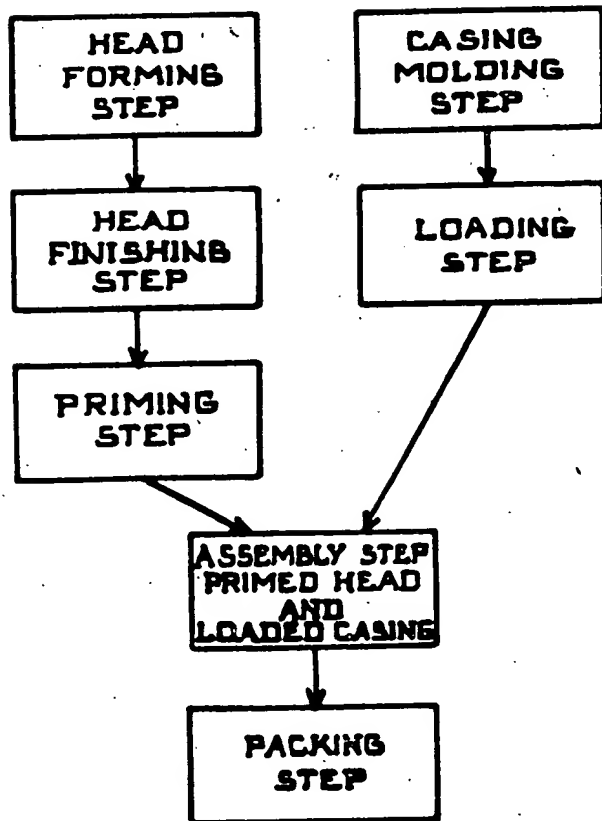 HEAD
FORMING
STEP
CASING
MOLDING
STEP
HEAD
FINISHING
STEP
LOADING
STEP
PRIMING
STEP
ASSEMBLY STEP
PRIMED HEAD
AND
LOADED CASING
PACKING
STEP